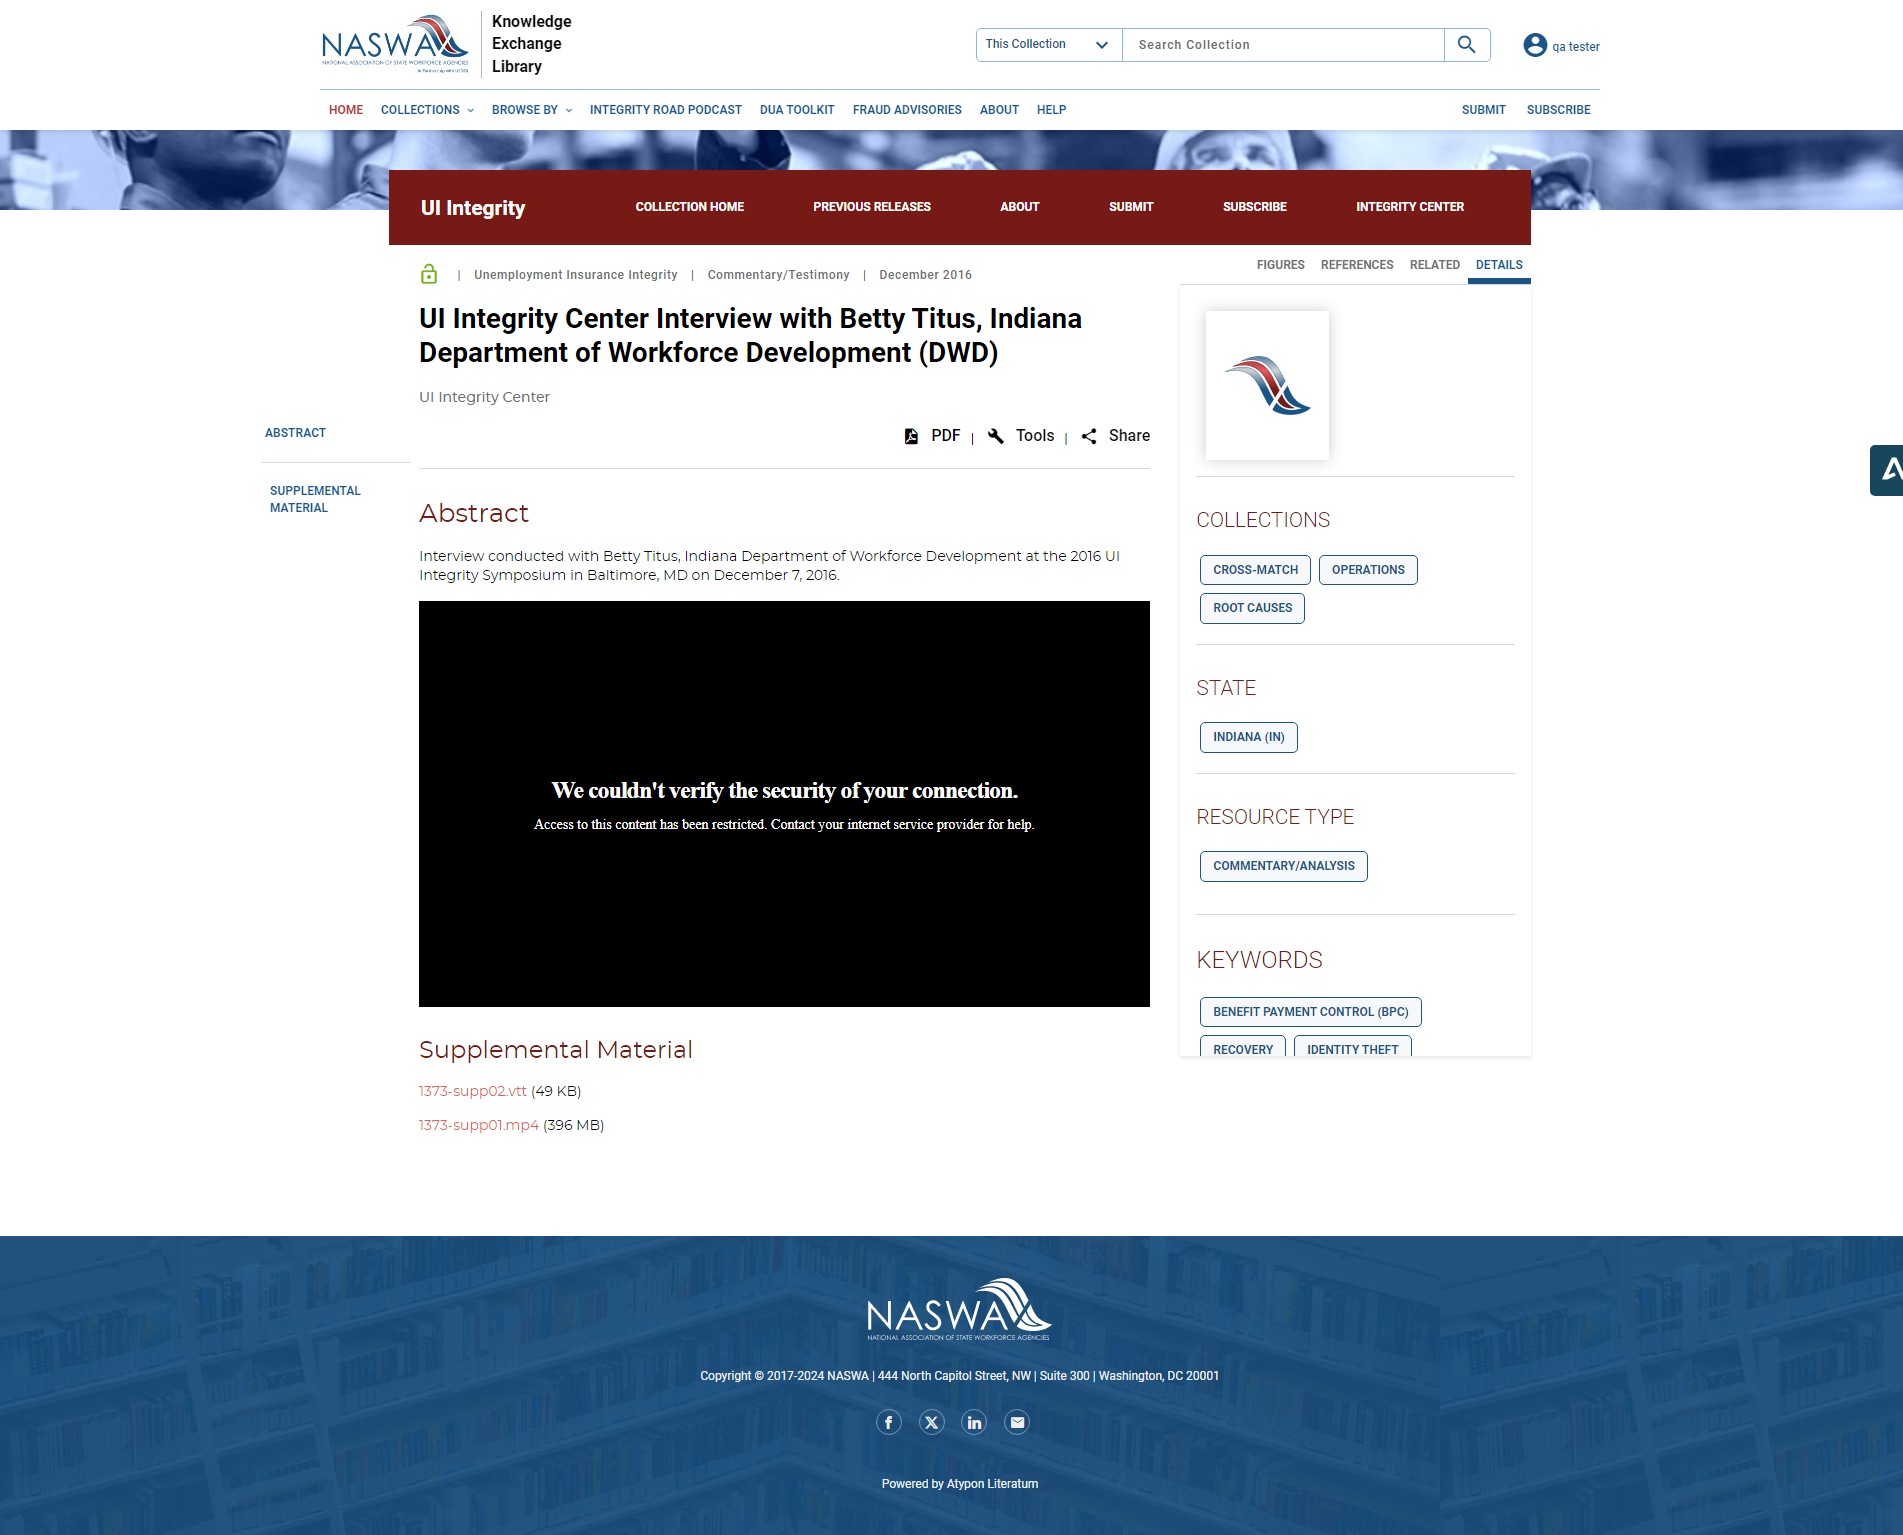 NASWA
NATIONAL ASSOCIATION OF STATE WORKFORCE AGENCIES
In Partnership with US DOL
Knowledge
Exchange
Library
This Collection
Search Collection
qa tester
HOME
COLLECTIONS
BROWSE BY
INTEGRITY ROAD PODCAST
DUA TOOLKIT
FRAUD ADVISORIES
ABOUT
HELP
SUBMIT
SUBSCRIBE
UI Integrity
COLLECTION HOME
PREVIOUS RELEASES
ABOUT
SUBMIT
SUBSCRIBE
INTEGRITY CENTER
| Unemployment Insurance Integrity | Commentary/Testimony | December 2016
UI Integrity Center Interview with Betty Titus, Indiana
Department of Workforce Development (DWD)
UI Integrity Center
PDF | Tools | Share
ABSTRACT
SUPPLEMENTAL
MATERIAL
Abstract
Interview conducted with Betty Titus, Indiana Department of Workforce Development at the 2016 UI
Integrity Symposium in Baltimore, MD on December 7, 2016.
We couldn't verify the security of your connection.
Access to this content has been restricted. Contact your internet service provider for help.
Supplemental Material
1373-supp02.vtt (49 KB)
1373-supp01.mp4 (396 MB)
FIGURES
REFERENCES
RELATED
DETAILS
COLLECTIONS
CROSS-MATCH
OPERATIONS
ROOT CAUSES
STATE
INDIANA (IN)
RESOURCE TYPE
COMMENTARY/ANALYSIS
KEYWORDS
BENEFIT PAYMENT CONTROL (BPC)
RECOVERY
IDENTITY THEFT
NASWA
NATIONAL ASSOCIATION OF STATE WORKFORCE AGENCIES
Copyright © 2017-2024 NASWA | 444 North Capitol Street, NW | Suite 300 | Washington, DC 20001
Powered by Atypon Literatum